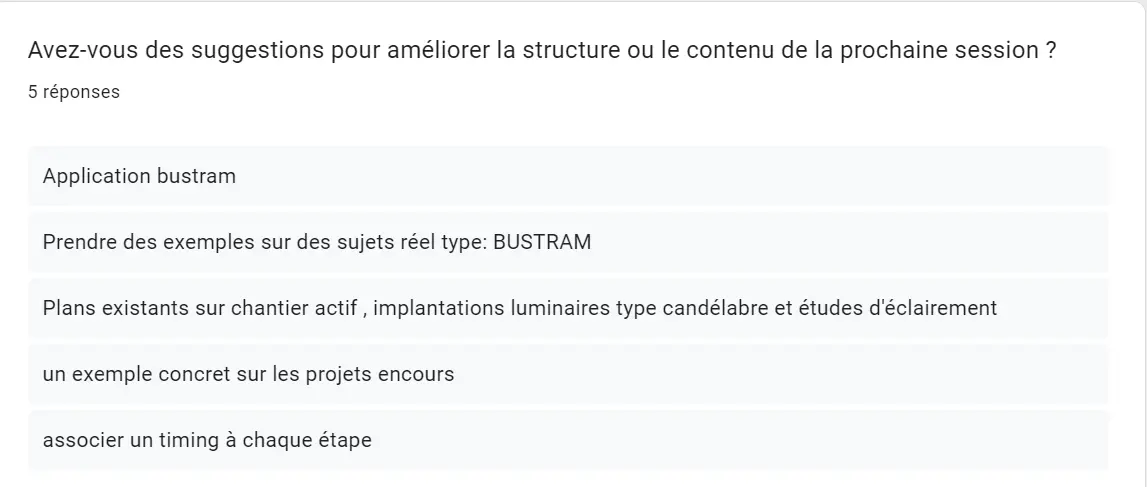 Avez-vous des suggestions pour améliorer la structure ou le contenu de la prochaine session ?
5 réponses
Application bustram
Prendre des exemples sur des sujets réel type: BUSTRAM
Plans existants sur chantier actif , implantations luminaires type candélabre et études d'éclairement
un exemple concret sur les projets encours
associer un timing à chaque étape